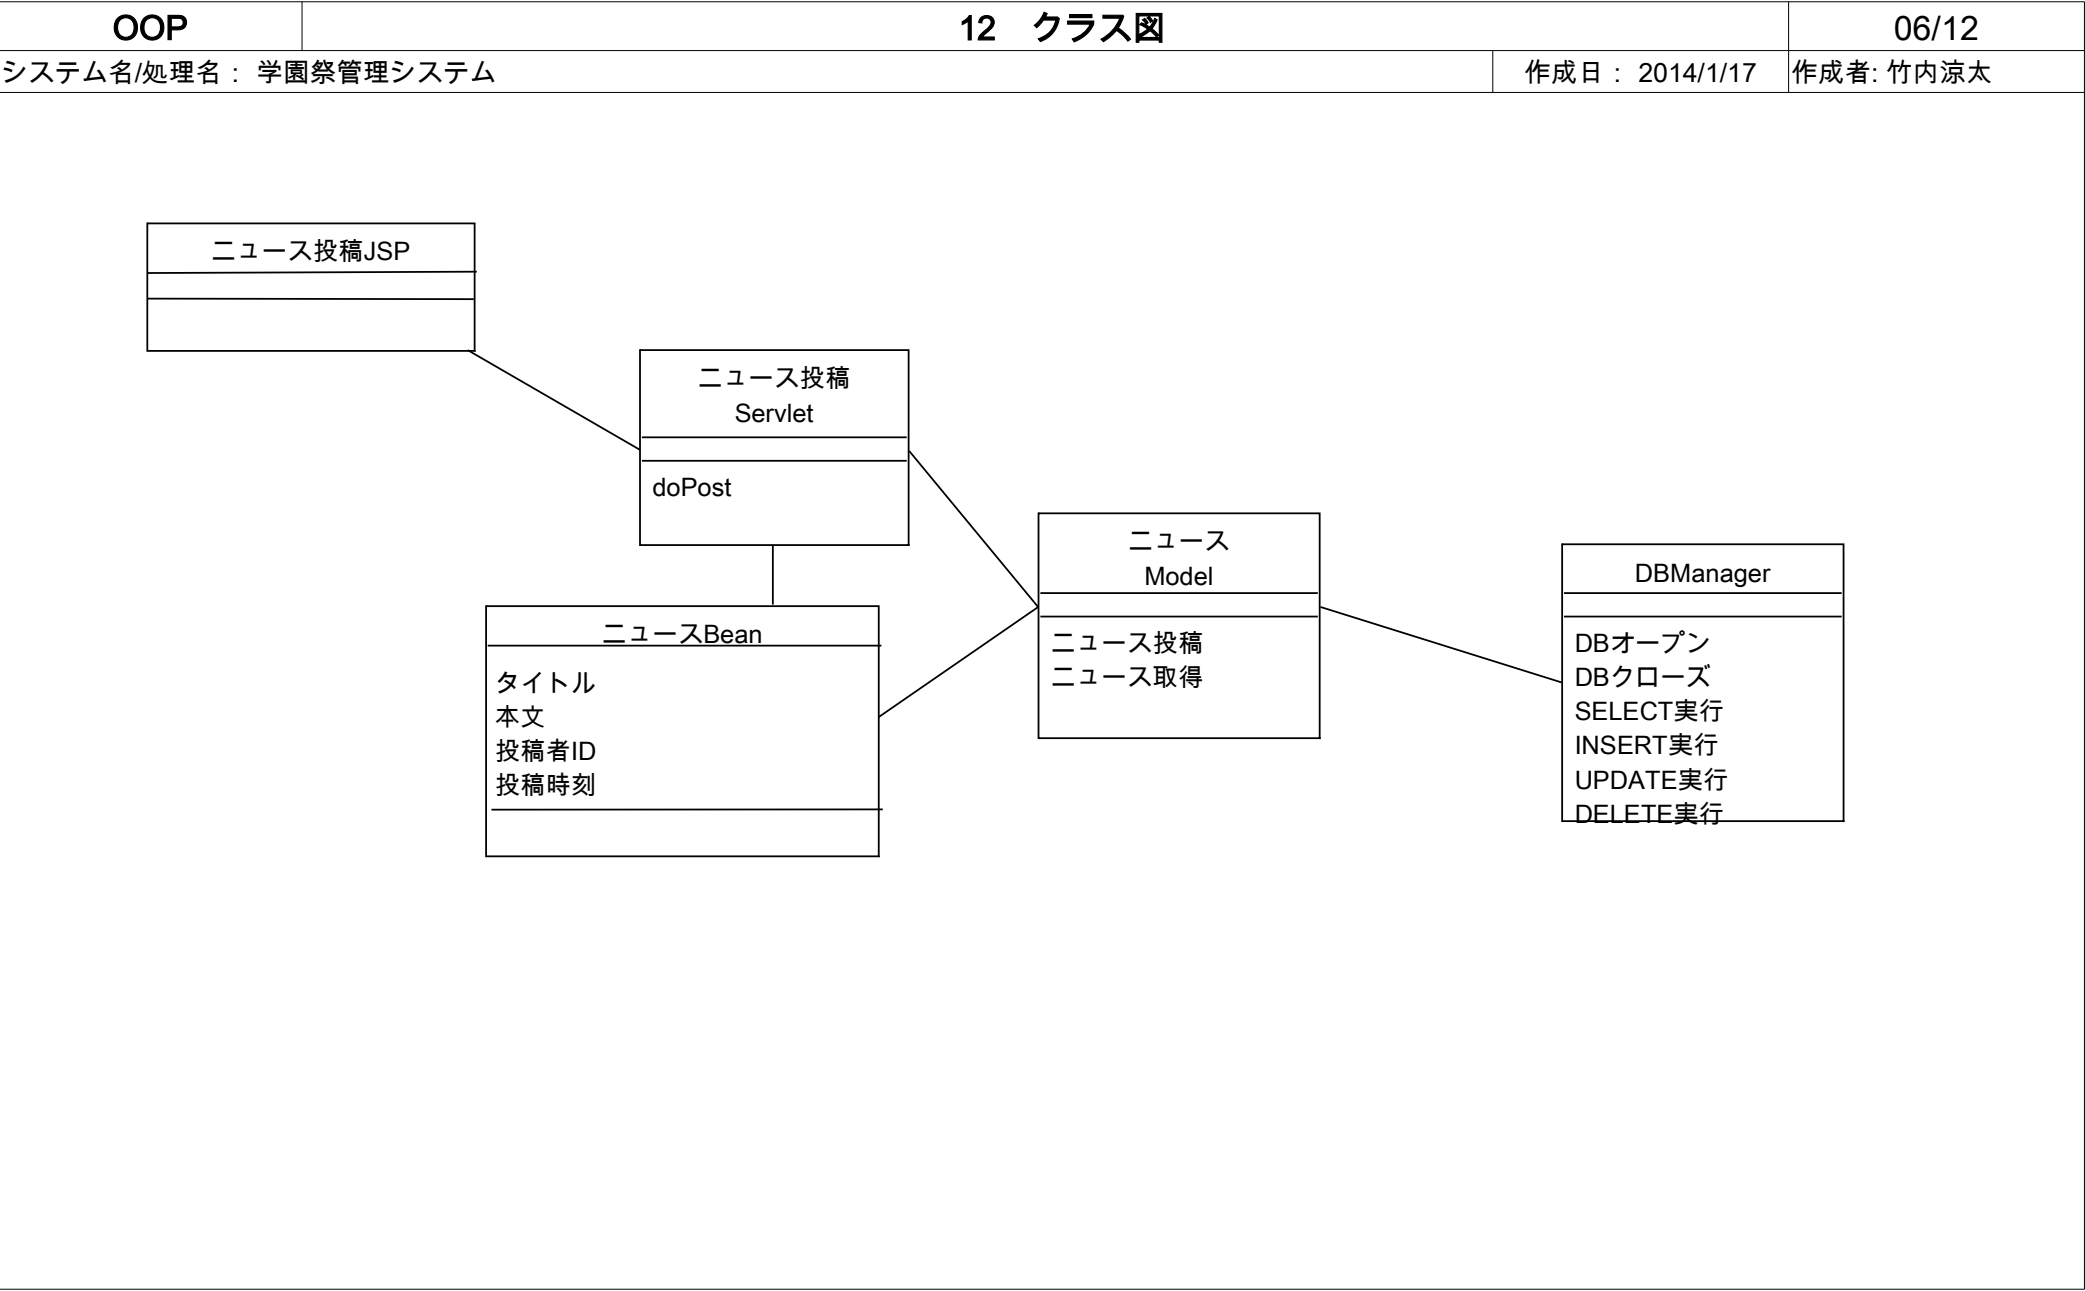 OOP
12　クラス図
06/12
システム名/処理名： 学園祭管理システム
作成日： 2014/1/17
作成者: 竹内涼太
ニュース投稿JSP
ニュース投稿
Servlet
doPost
ニュース
Model
ニュース投稿
ニュース取得
DBManager
DBオープン
DBクローズ
SELECT実行
INSERT実行
UPDATE実行
DELETE実行
ニュースBean
タイトル
本文
投稿者ID
投稿時刻